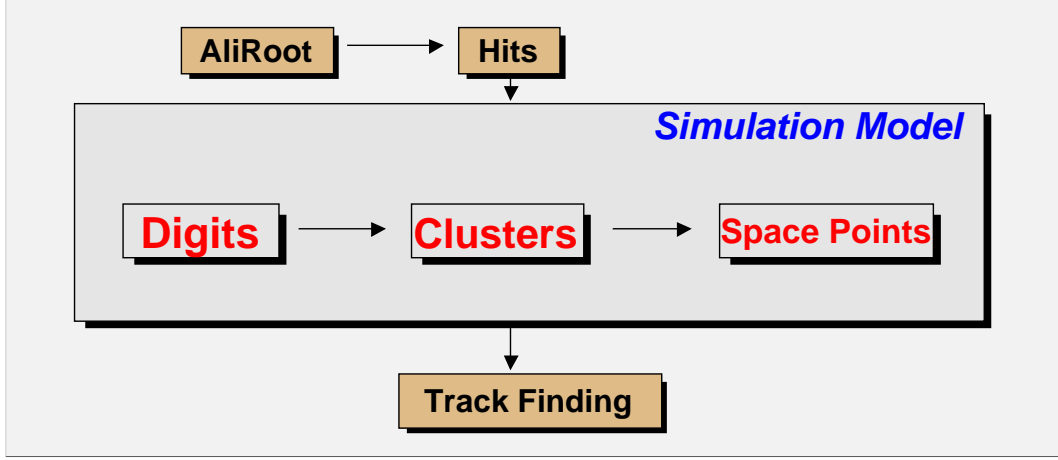 AliRoot
Hits
Simulation Model
Digits
Clusters
Space Points
Track Finding